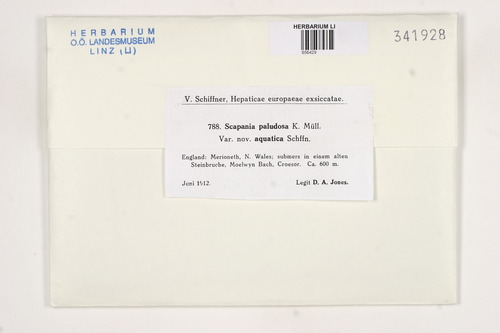 HERBARIUM
O.Ö. LANDESMUSEUM
LINZ (LI)
HERBARIUM LI
341928
V. Schiffner, Hepaticae europaeae exsiccatae.
788. Scapania paludosa K. Müll.
Var. nov. aquatica Schffn.
England: Merioneth, N. Wales; submers in einem alten
Steinbruche, Moelwyn Bach, Croesor. Ca. 600 m.
Juni 1912.
Legit D. A. Jones.